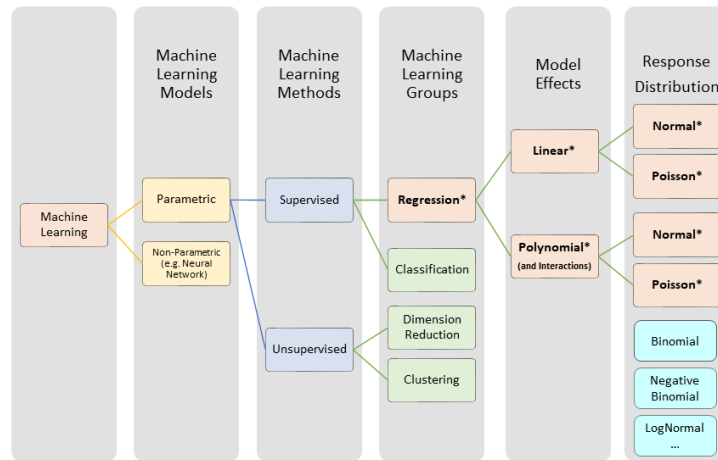 Machine
Learning
Models
Machine
Learning
Methods
Machine
Learning
Groups
Model
Effects
Response
Distribution
Machine
Learning
Parametric
Non-Parametric
(e.g. Neural
Network)
Supervised
Unsupervised
Regression*
Classification
Dimension
Reduction
Clustering
Linear*
Polynomial*
(and Interactions)
Normal*
Poisson*
Normal*
Poisson*
Binomial
Negative
Binomial
LogNormal
...